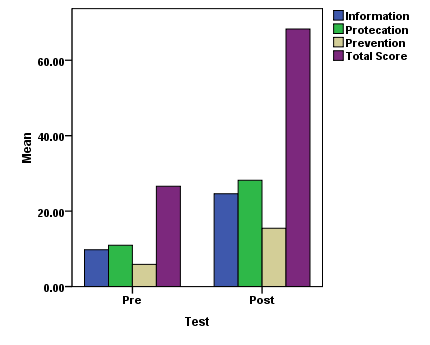 Information
Protecation
Prevention
Total Score
60.00
40.00
20.00
0.00
Mean
Pre
Post
Test